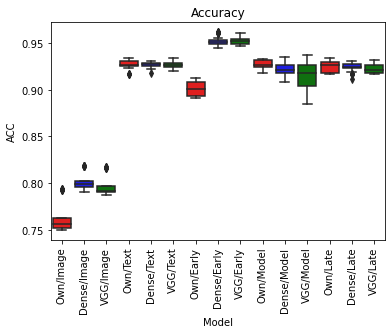 Accuracy
0.95
0.90
0.85
0.80
0.75
ACC
Own/Image
Dense/Image
VGG/Image
Own/Text
Dense/Text
VGG/Text
Own/Early
Dense/Early
VGG/Early
Own/Model
Dense/Model
VGG/Model
Own/Late
Dense/Late
VGG/Late
Model